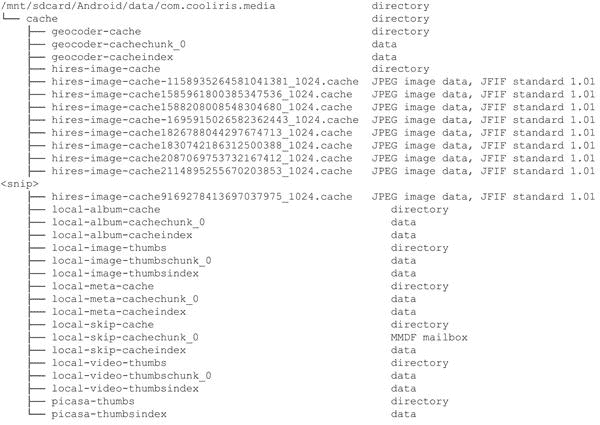 /mnt/sdcard/Android/data/com.cooliris.media directory
└── cache directory
├── geocoder-cache directory
├── geocoder-cachechunk_0 data
├── geocoder-cacheindex data
├── hires-image-cache directory
├── hires-image-cache-1158935264581041381_1024.cache JPEG image data, JFIF standard 1.01
├── hires-image-cache1585961800385347536_1024.cache JPEG image data, JFIF standard 1.01
├── hires-image-cache1588208008548304680_1024.cache JPEG image data, JFIF standard 1.01
├── hires-image-cache-1695915026582362443_1024.cache JPEG image data, JFIF standard 1.01
├── hires-image-cache1826788044297674713_1024.cache JPEG image data, JFIF standard 1.01
├── hires-image-cache1830742186312500388_1024.cache JPEG image data, JFIF standard 1.01
├── hires-image-cache2087069753732167412_1024.cache JPEG image data, JFIF standard 1.01
├── hires-image-cache2114895255670203853_1024.cache JPEG image data, JFIF standard 1.01
<snip>
├── hires-image-cache9169278413697037975_1024.cache JPEG image data, JFIF standard 1.01
├── local-album-cache directory
├── local-album-cachechunk_0 data
├── local-album-cacheindex data
├── local-image-thumbs directory
├── local-image-thumbschunk_0 data
├── local-image-thumbsindex data
├── local-meta-cache directory
├── local-meta-cachechunk_0 data
├── local-meta-cacheindex data
├── local-skip-cache directory
├── local-skip-cachechunk_0 MMDF mailbox
├── local-skip-cacheindex data
├── local-video-thumbs directory
├── local-video-thumbschunk_0 data
├── local-video-thumbsindex data
├── picasa-thumbs directory
└── picasa-thumbsindex data